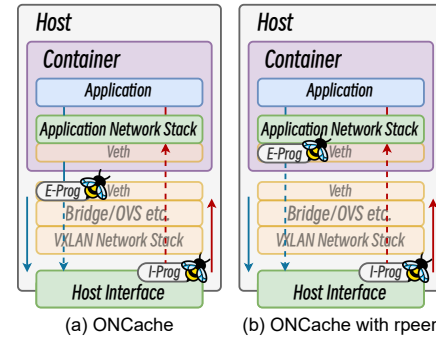 Host
Container
Application
Application Network Stack
Veth
E-Prog
Veth
Bridge/OVS etc.
VXLAN Network Stack
I-Prog
Host Interface
(a) ONCache
Host
Container
Application
Application Network Stack
E-Prog
Veth
Veth
Bridge/OVS etc.
VXLAN Network Stack
I-Prog
Host Interface
(b) ONCache with rpeer